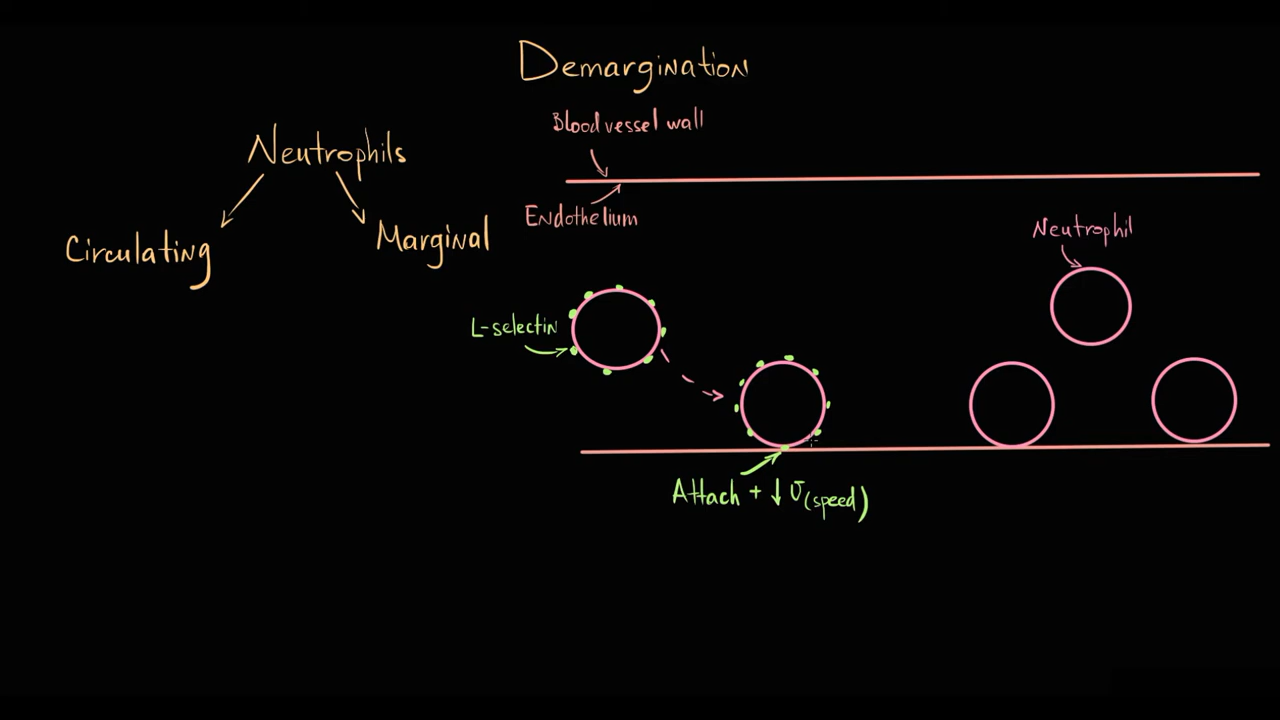 Demargination
Blood vessel wall
Neutrophils
Endothelium
Circulating
Marginal
Neutrophil
L-selectin
Attach + ↓ v (speed)